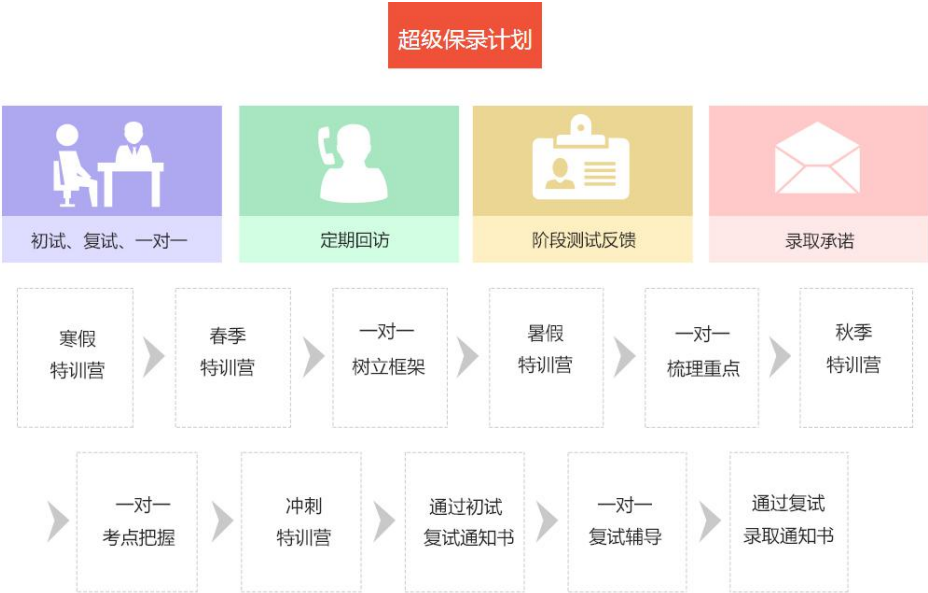 超级保录计划
初试、复试、一对一
定期回访
阶段测试反馈
录取承诺
寒假
特训营
春季
特训营
一对一
树立框架
暑假
特训营
一对一
梳理重点
秋季
特训营
一对一
考点把握
冲刺
特训营
通过初试
复试通知书
一对一
复试辅导
通过复试
录取通知书